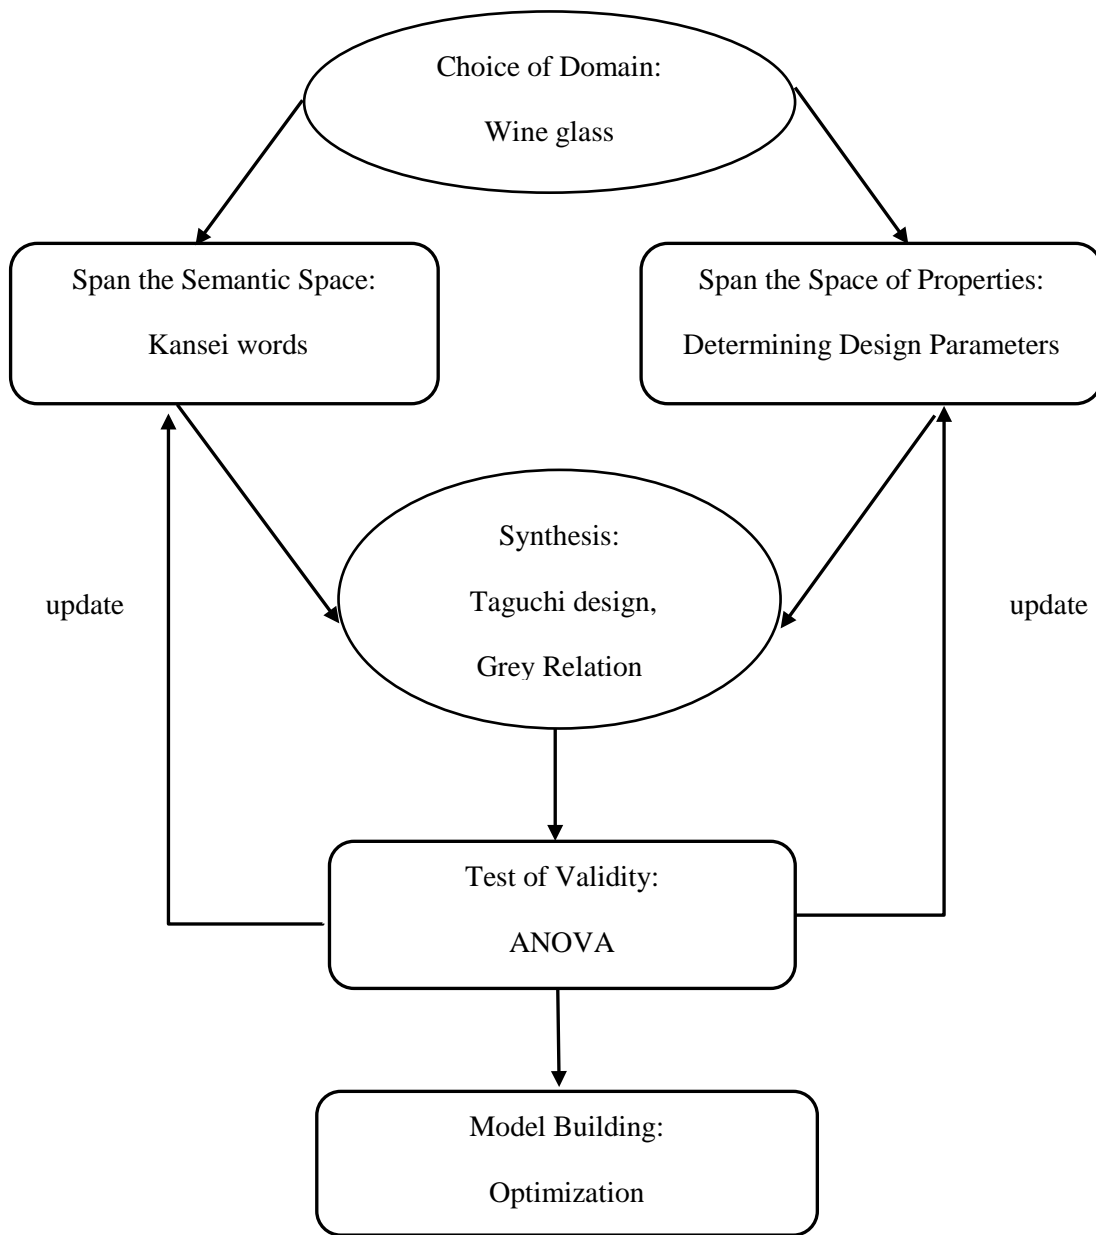 Choice of Domain:
Wine glass
Span the Semantic Space:
Kansei words
Span the Space of Properties:
Determining Design Parameters
Synthesis:
Taguchi design,
Grey Relation
update
update
Test of Validity:
ANOVA
Model Building:
Optimization